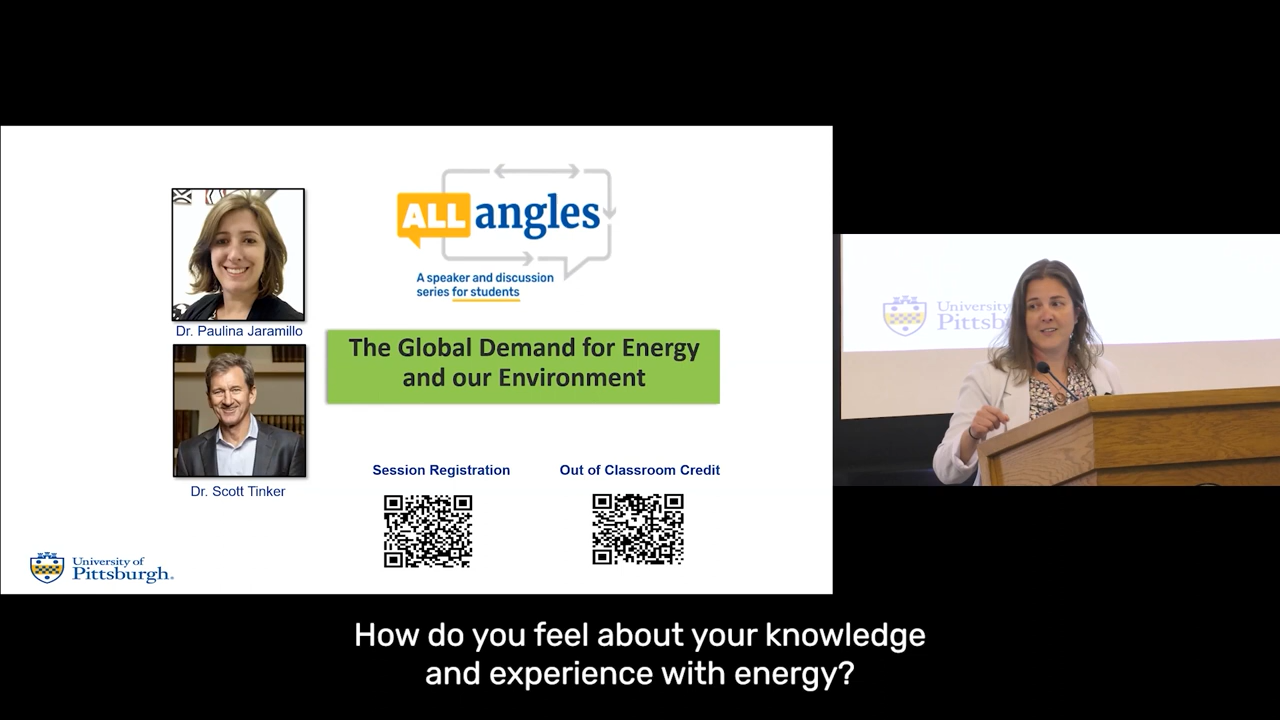 ALL angles
A speaker and discussion
series for students
Dr. Paulina Jaramillo
The Global Demand for Energy
and our Environment
Dr. Scott Tinker
Session Registration
Out of Classroom Credit
University of
Pittsburgh.
University
Pittsbu
How do you feel about your knowledge
and experience with energy?